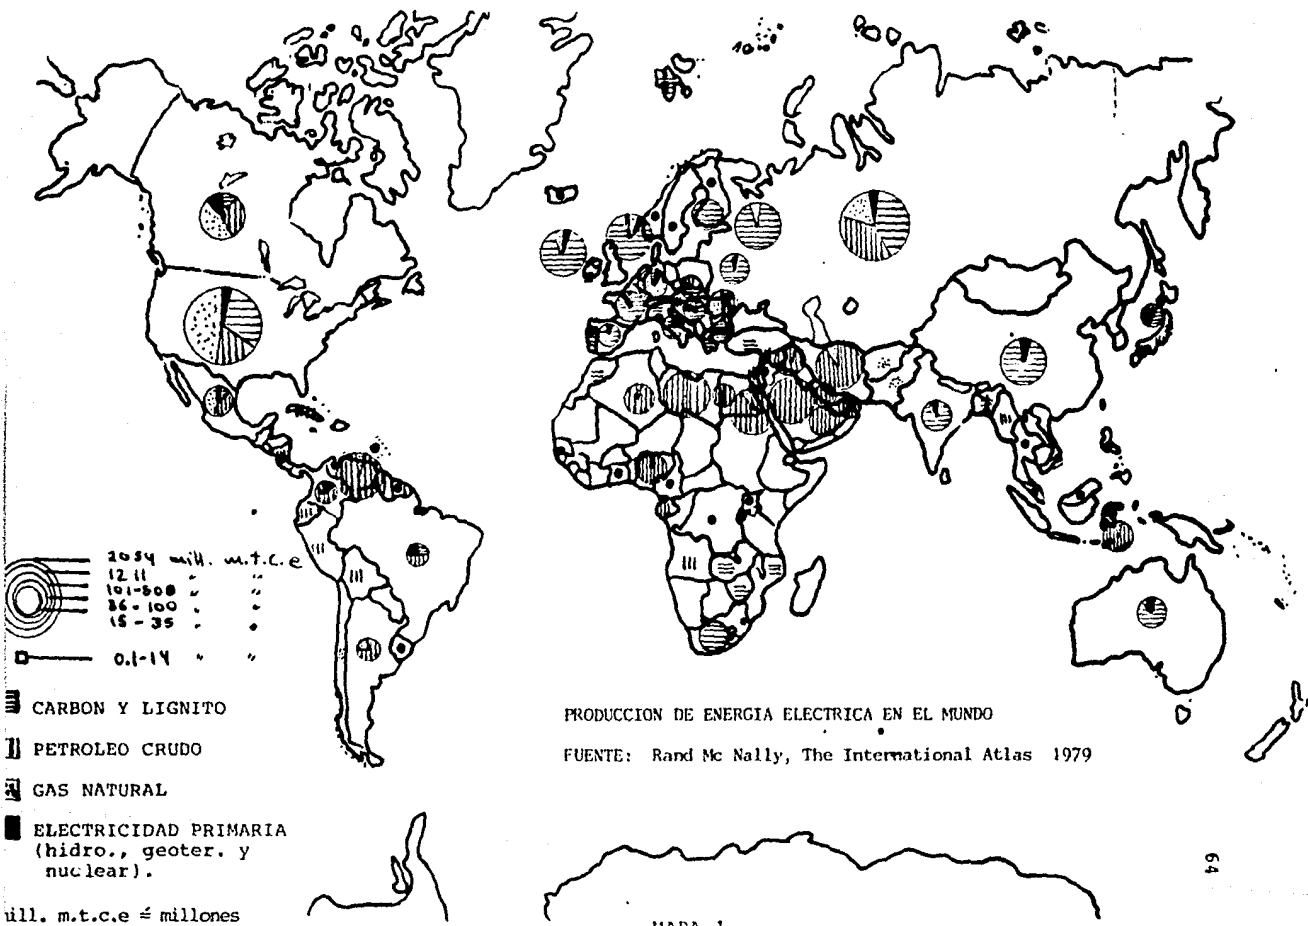 2054 mill. m.t.c.e
1211 " "
101-500 " "
36-100 " "
15-35 " "
0.1-14 " "
CARBON Y LIGNITO
PETROLEO CRUDO
GAS NATURAL
ELECTRICIDAD PRIMARIA
(hidro., geoter. y
nuclear).
mill. m.t.c.e = millones
PRODUCCION DE ENERGIA ELECTRICA EN EL MUNDO
FUENTE: Rand Mc Nally, The International Atlas 1979
64